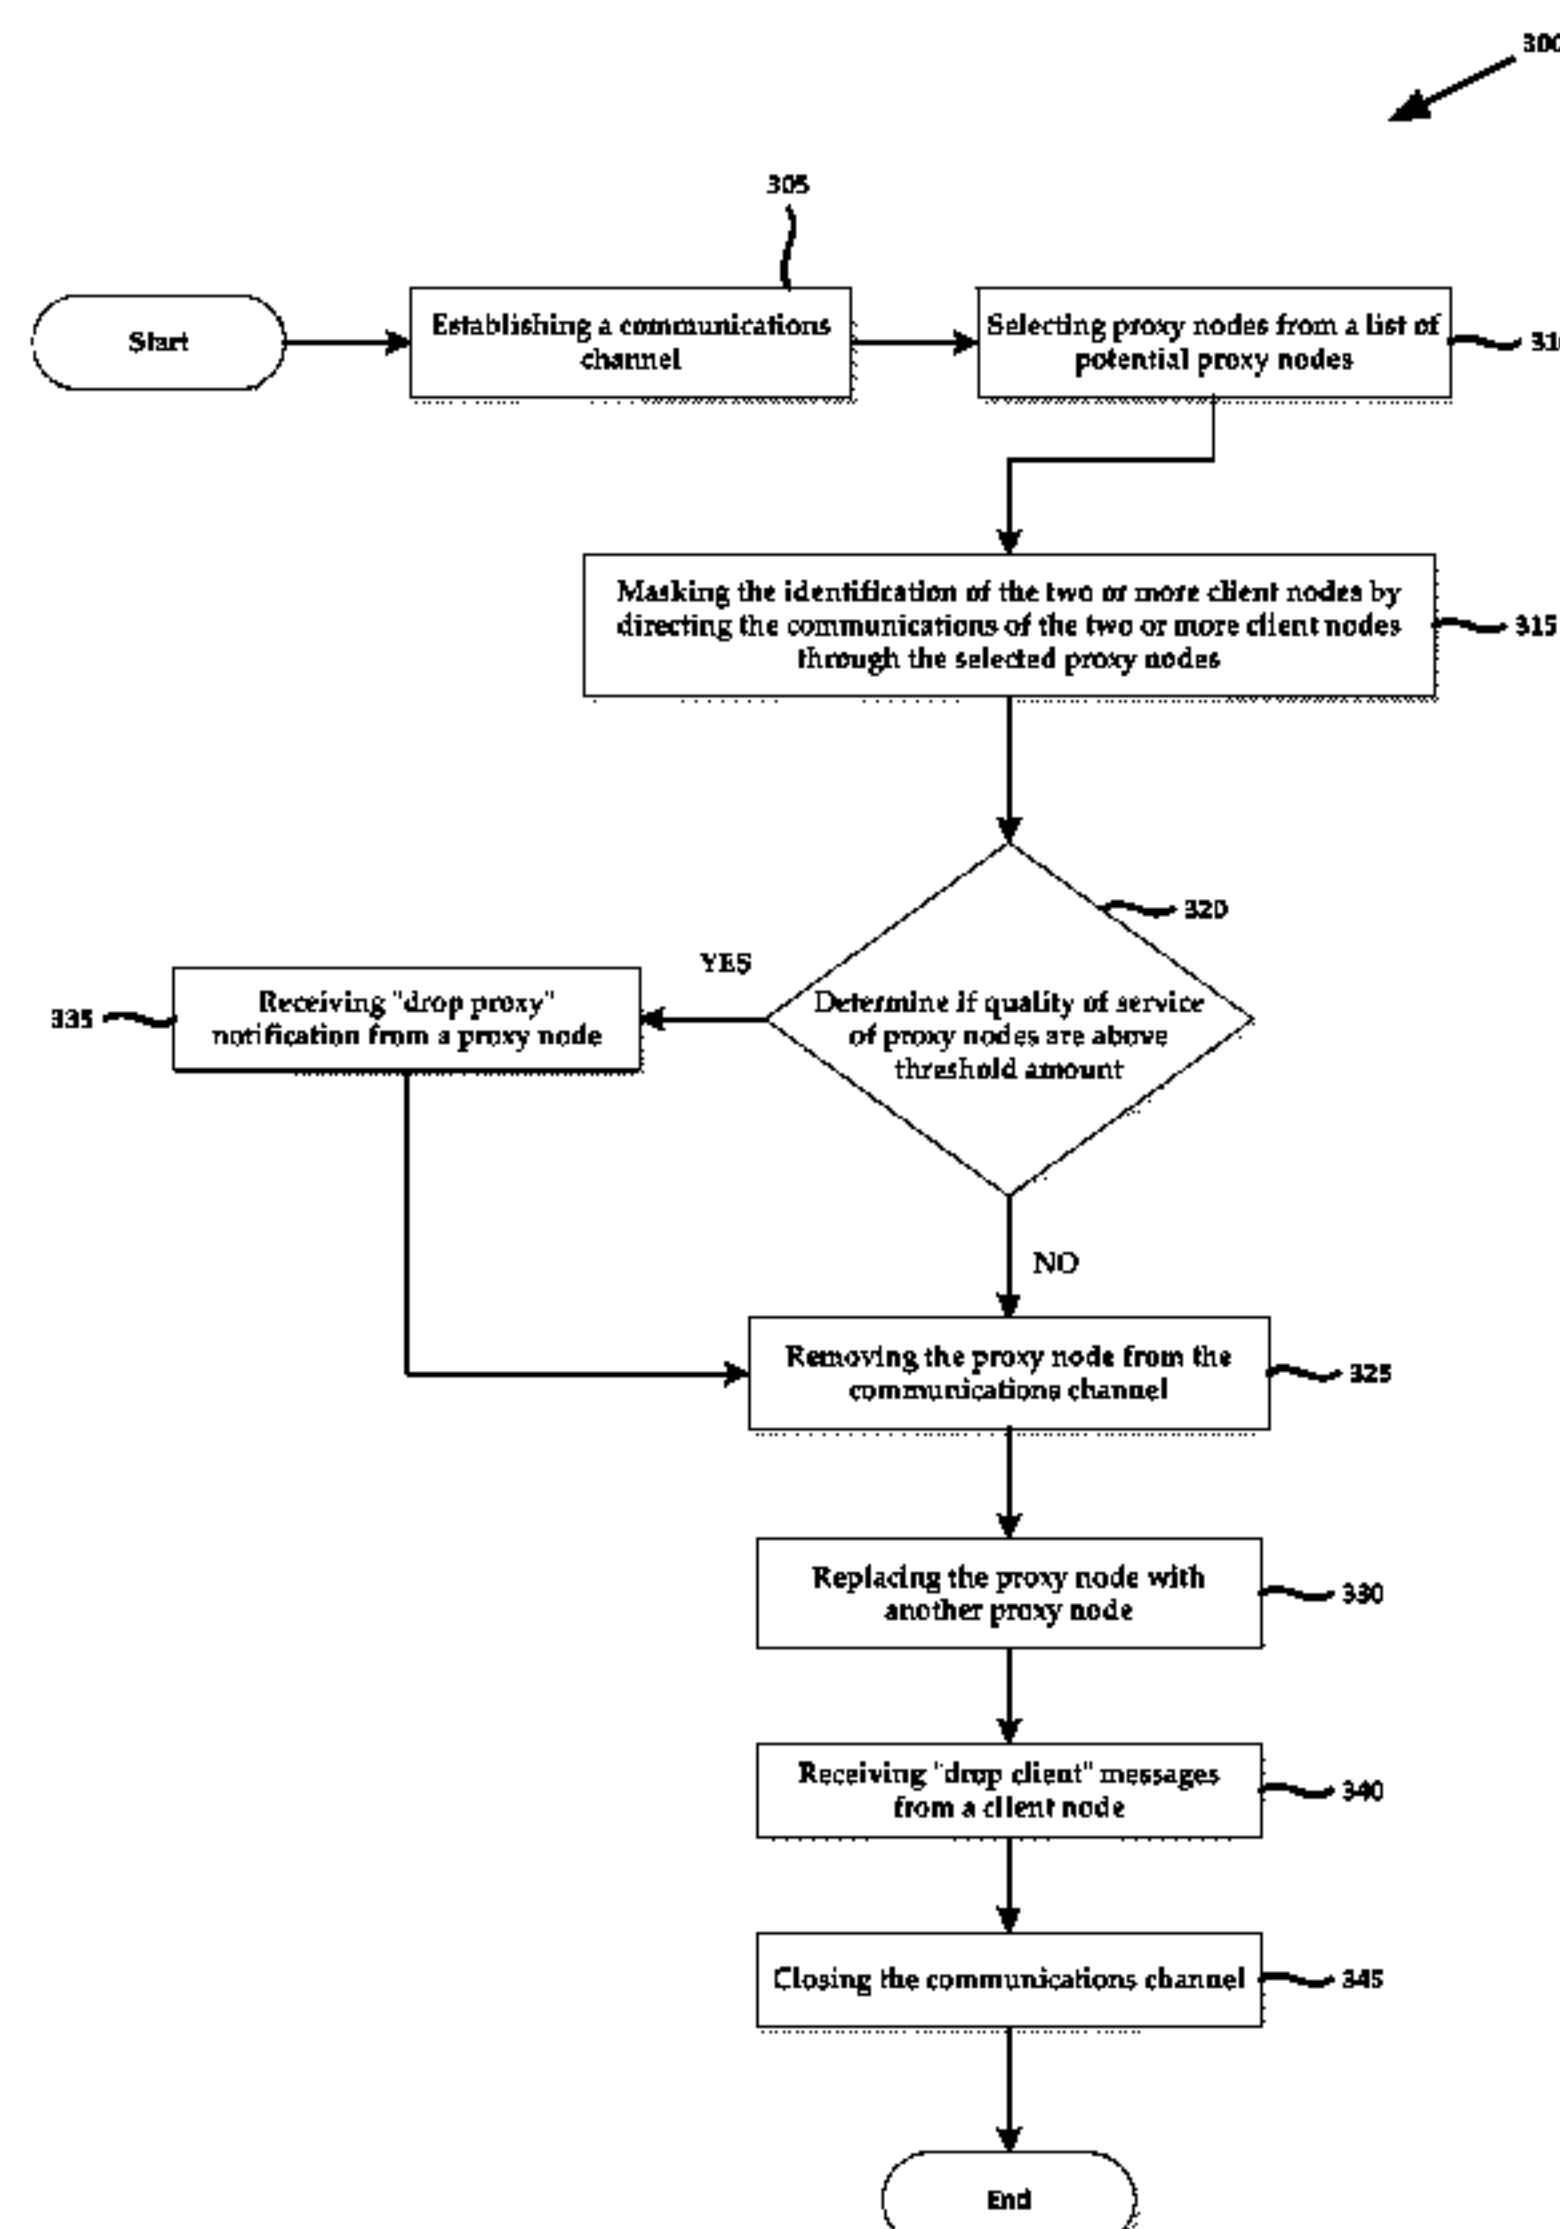 300
305
Start
Establishing a communications
channel
Selecting proxy nodes from a list of
potential proxy nodes
310
Masking the identification of the two or more client nodes by
directing the communications of the two or more client nodes
through the selected proxy nodes
315
320
YES
Determine if quality of service
of proxy nodes are above
threshold amount
335
Receiving "drop proxy"
notification from a proxy node
NO
Removing the proxy node from the
communications channel
325
Replacing the proxy node with
another proxy node
330
Receiving "drop client" messages
from a client node
340
Closing the communications channel
345
End